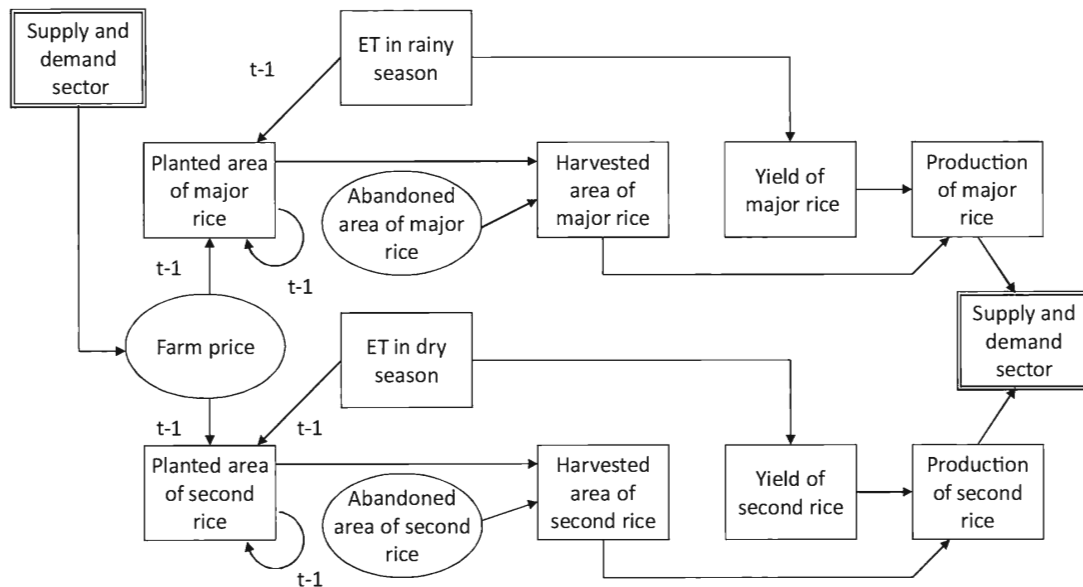 Supply and
demand
sector
ET in rainy
season
t-1
Planted area
of major
rice
Abandoned
area of major
rice
Harvested
area of
major rice
Yield of
major rice
Production
of major
rice
t-1
t-1
Farm price
ET in dry
season
Supply and
demand
sector
t-1
t-1
Planted area
of second
rice
Abandoned
area of second
rice
Harvested
area of
second rice
Yield of
second rice
Production
of second
rice
t-1